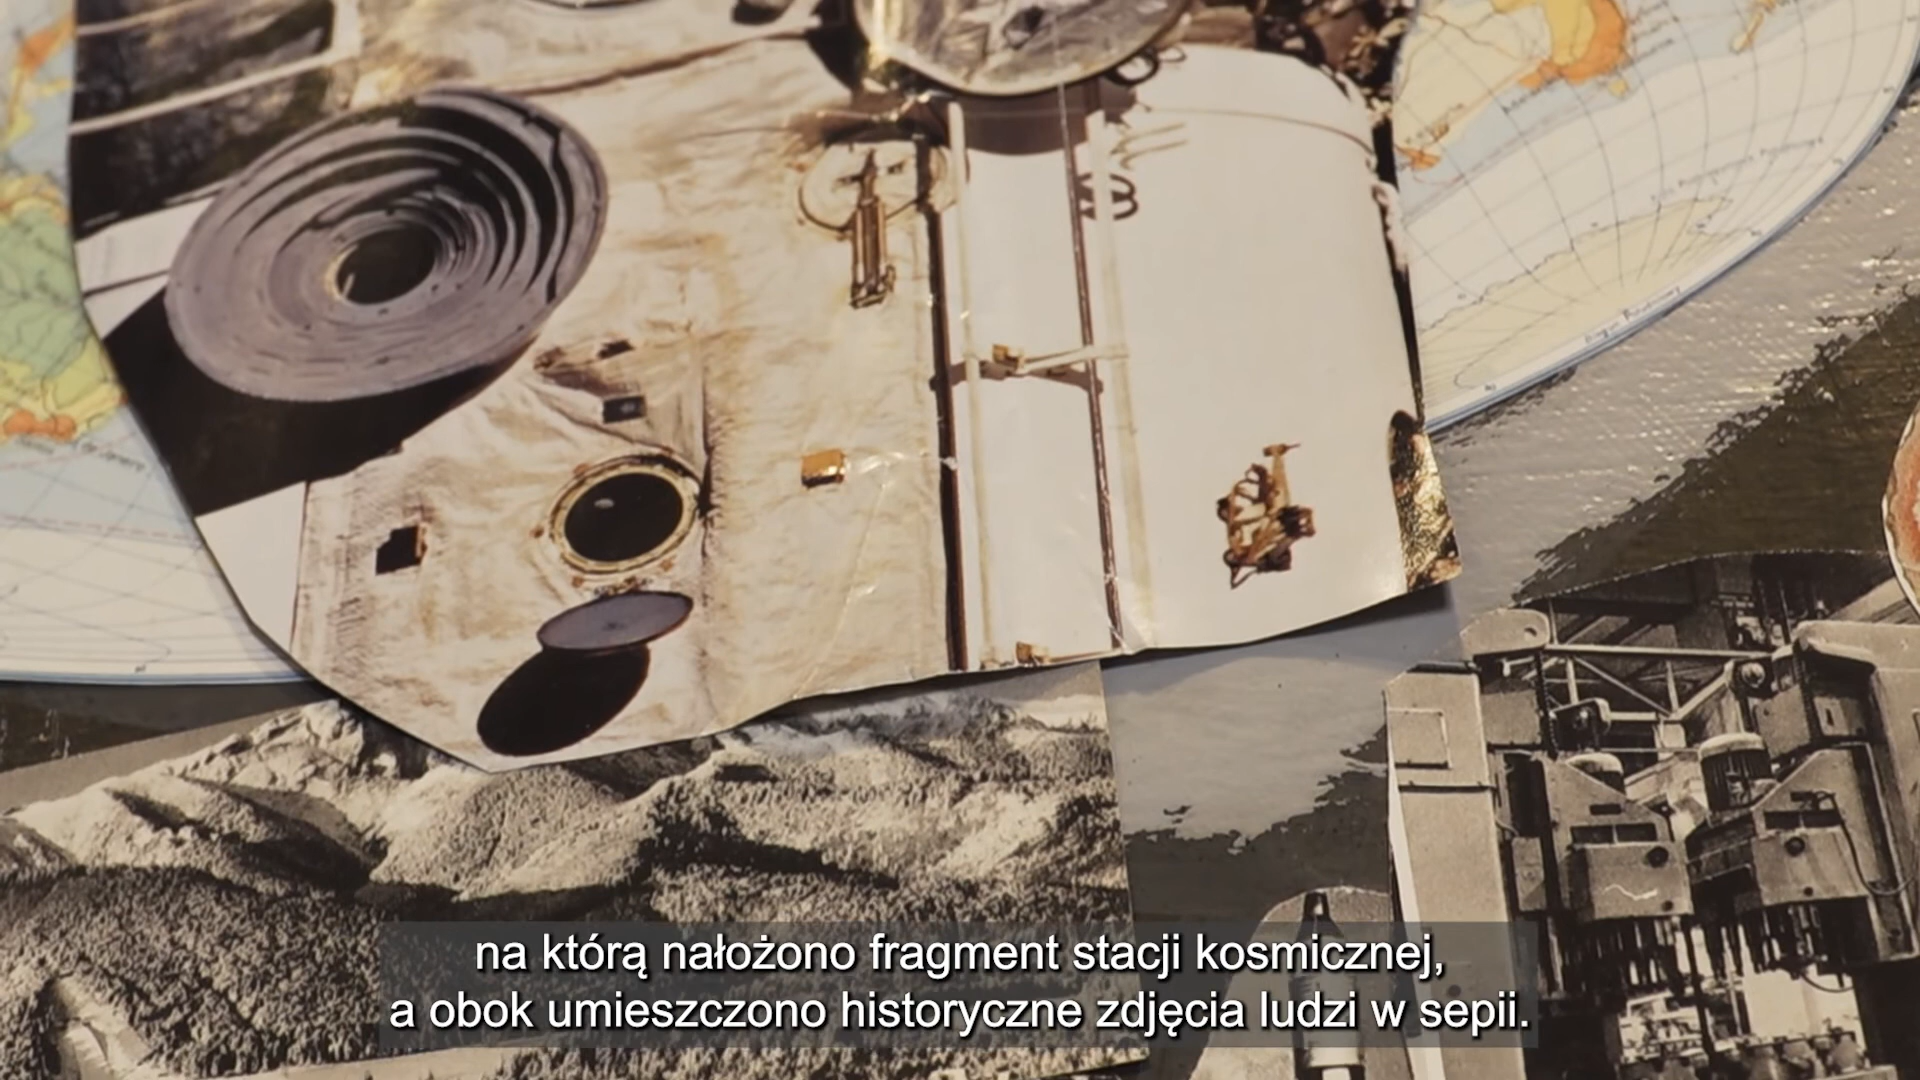 na którą nałożono fragment stacji kosmicznej,
a obok umieszczono historyczne zdjęcia ludzi w sepii.